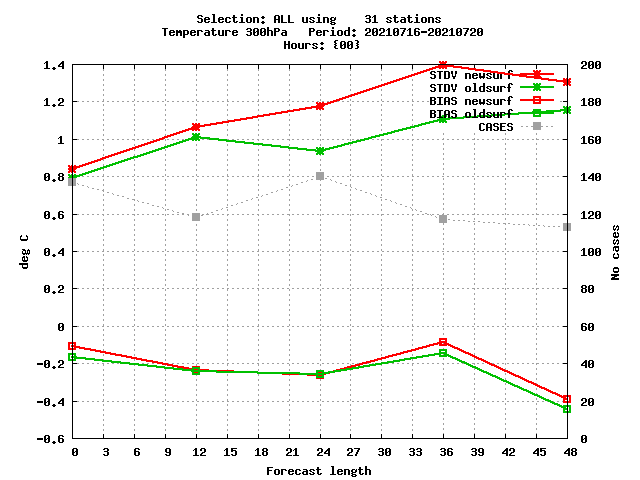 Selection: ALL using    31 stations
Temperature 300hPa   Period: 20210716-20210720
Hours: {00}
1.4
1.2
1
0.8
0.6
0.4
0.2
0
-0.2
-0.4
-0.6
deg C
200
180
160
140
120
100
80
60
40
20
0
No cases
STDV newsurf
STDV oldsurf
BIAS newsurf
BIAS oldsurf
CASES
0 3 6 9 12 15 18 21 24 27 30 33 36 39 42 45 48
Forecast length